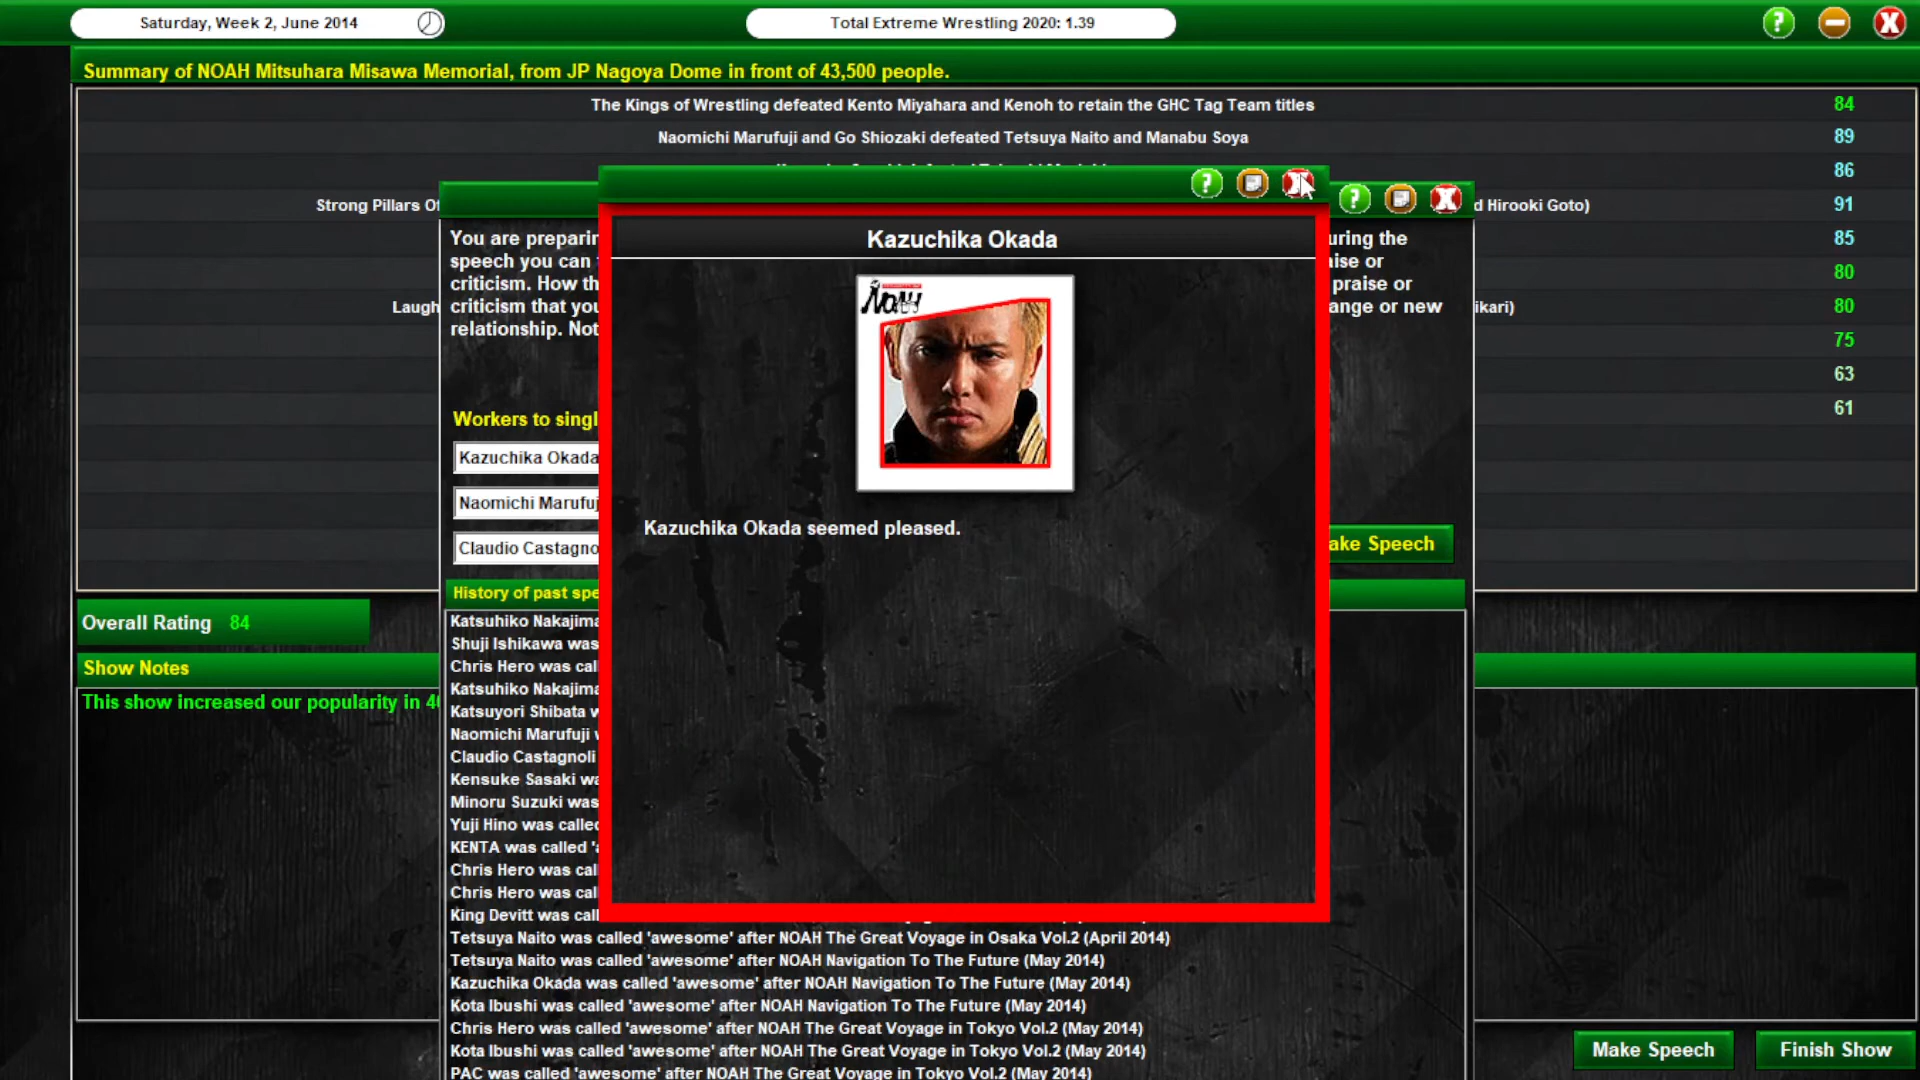 Saturday, Week 2, June 2014
Total Extreme Wrestling 2020: 1.39
Summary of NOAH Mitsuhara Misawa Memorial, from JP Nagoya Dome in front of 43,500 people.
The Kings of Wrestling defeated Kento Miyahara and Kenoh to retain the GHC Tag Team titles 84
Naomichi Marufuji and Go Shiozaki defeated Tetsuya Naito and Manabu Soya 89
86
Strong Pillars Of d Hirooki Goto) 91
85
80
Laugh ikari) 80
75
63
61
You are preparin uring the
speech you can aise or
criticism. How th praise or
criticism that you ange or new
relationship. Not
Kazuchika Okada
NOAH
Kazuchika Okada seemed pleased.
Workers to singl
Kazuchika Okada
Naomichi Marufuj
Claudio Castagno
ake Speech
History of past spe
Katsuhiko Nakajima
Shuji Ishikawa was
Chris Hero was cal
Katsuhiko Nakajima
Katsuyori Shibata w
Naomichi Marufuji
Claudio Castagnoli
Kensuke Sasaki wa
Minoru Suzuki was
Yuji Hino was called
KENTA was called 'a
Chris Hero was cal
Chris Hero was cal
King Devitt was call
Tetsuya Naito was called 'awesome' after NOAH The Great Voyage in Osaka Vol.2 (April 2014)
Tetsuya Naito was called 'awesome' after NOAH Navigation To The Future (May 2014)
Kazuchika Okada was called 'awesome' after NOAH Navigation To The Future (May 2014)
Kota Ibushi was called 'awesome' after NOAH Navigation To The Future (May 2014)
Chris Hero was called 'awesome' after NOAH The Great Voyage in Tokyo Vol.2 (May 2014)
Kota Ibushi was called 'awesome' after NOAH The Great Voyage in Tokyo Vol.2 (May 2014)
PAC was called 'awesome' after NOAH The Great Voyage in Tokyo Vol.2 (May 2014)
Overall Rating 84
Show Notes
This show increased our popularity in 4
Make Speech
Finish Show